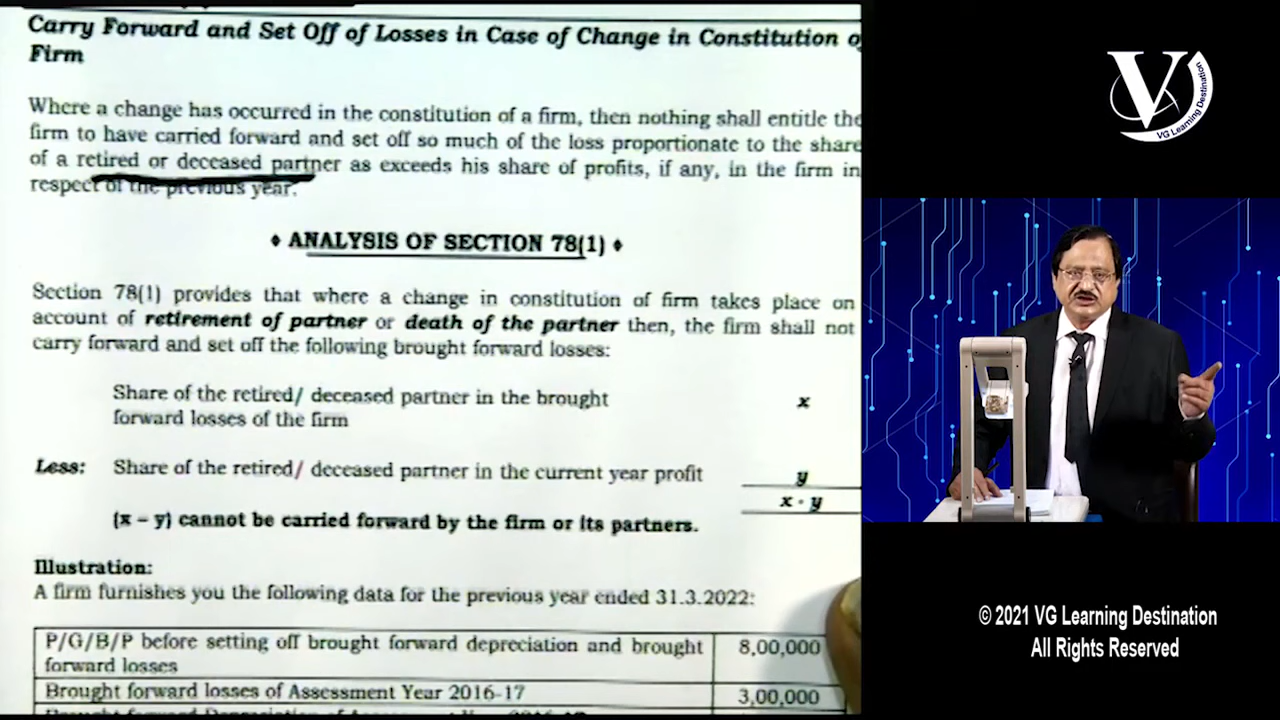 Carry Forward and Set Off of Losses in Case of Change in Constitution of
Firm
Where a change has occurred in the constitution of a firm, then nothing shall entitle the
firm to have carried forward and set off so much of the loss proportionate to the share
of a retired or deceased partner as exceeds his share of profits, if any, in the firm in
respect of the previous year.
♦ ANALYSIS OF SECTION 78(1) ♦
Section 78(1) provides that where a change in constitution of firm takes place on
account of retirement of partner or death of the partner then, the firm shall not
carry forward and set off the following brought forward losses:
Share of the retired/ deceased partner in the brought x
forward losses of the firm
Less: Share of the retired/ deceased partner in the current year profit y
x - y
(x – y) cannot be carried forward by the firm or its partners.
Illustration:
A firm furnishes you the following data for the previous year ended 31.3.2022:
P/G/B/P before setting off brought forward depreciation and brought 8,00,000
forward losses
Brought forward losses of Assessment Year 2016-17 3,00,000
V
VG Learning Destination
© 2021 VG Learning Destination
All Rights Reserved